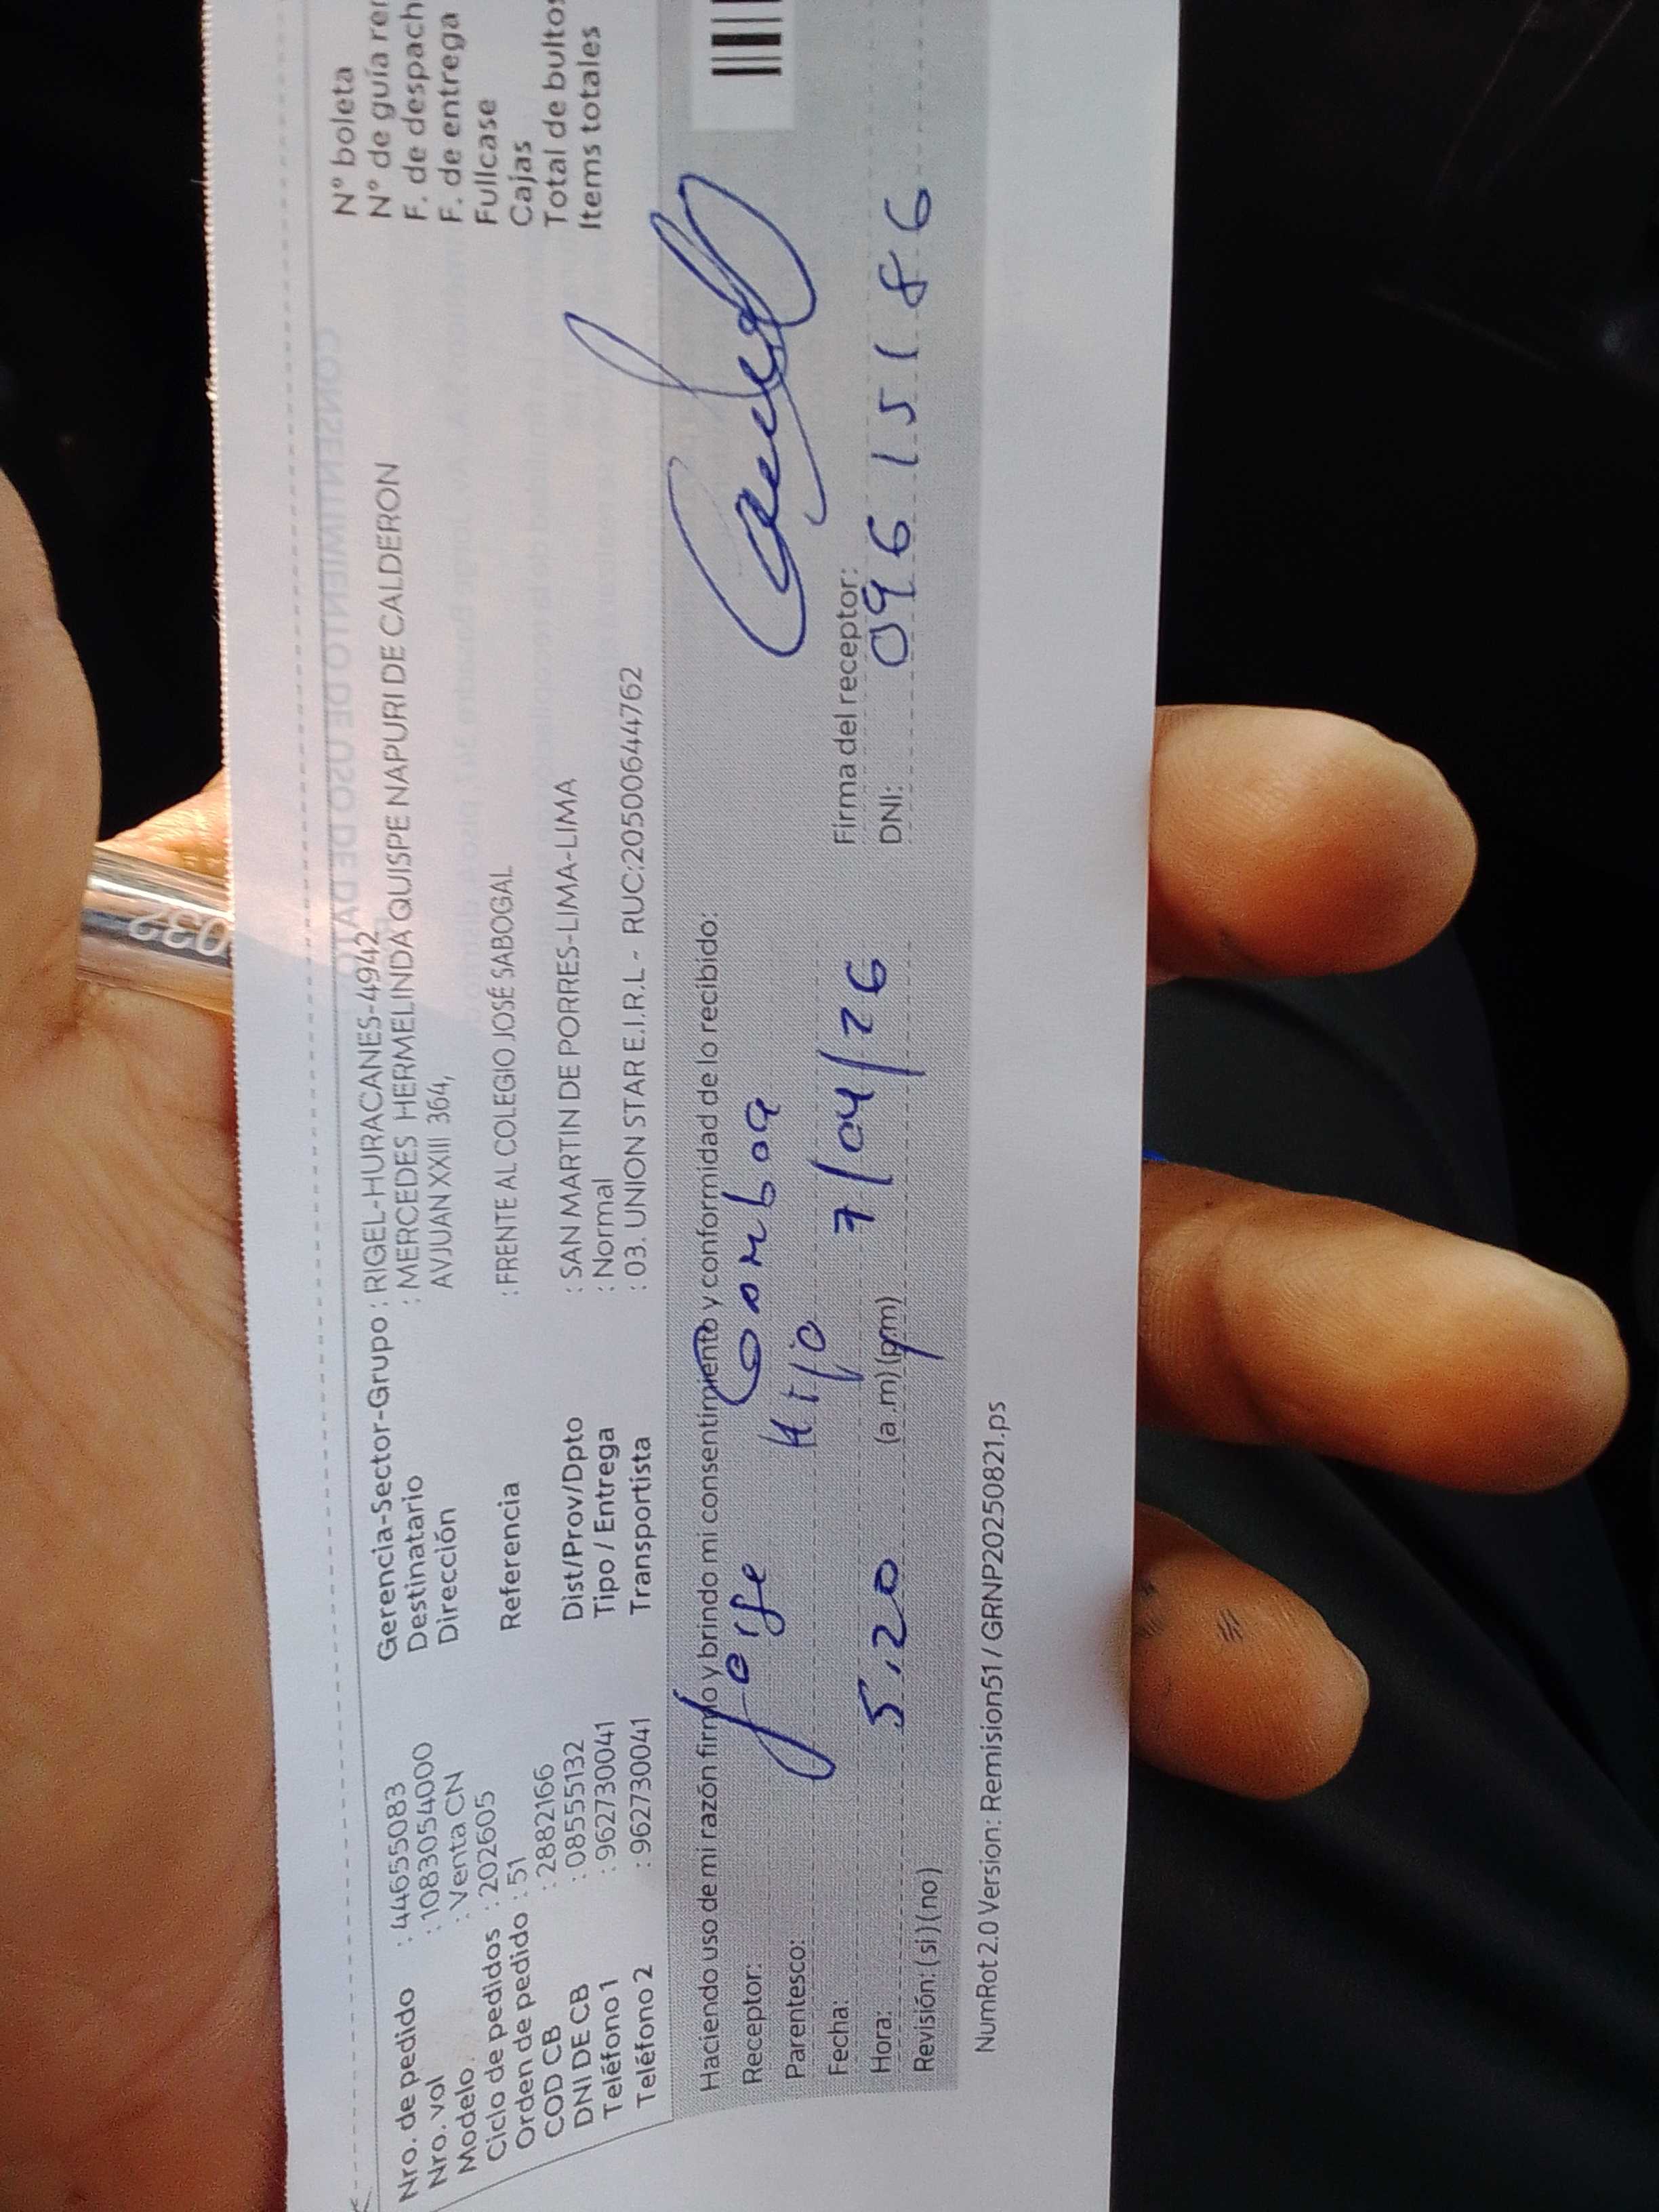 Nro. de pedido : 44655083
Nro. vol : 1083054000
Modelo : Venta CN
Ciclo de pedidos : 202605
Orden de pedido : 51
COD CB : 2882166
DNI DE CB : 08555132
Teléfono 1 : 962730041
Teléfono 2 : 962730041
Gerencia-Sector-Grupo : RIGEL-HURACANES-4942
Destinatario : MERCEDES HERMELINDA QUISPE NAPURI DE CALDERON
Dirección AVJUAN XXIII 364,
Referencia : FRENTE AL COLEGIO JOSÉ SABOGAL
Dist/Prov/Dpto : SAN MARTIN DE PORRES-LIMA-LIMA
Tipo / Entrega : Normal
Transportista : 03. UNION STAR E.I.R.L - RUC:20500644762
N° boleta
N° de guía
F. de despach
F. de entrega
Fullcase
Cajas
Total de bultos
Items totales
Haciendo uso de mi razón firmo y brindo mi consentimiento y conformidad de lo recibido:
Receptor:
Parentesco: Hijo
Fecha: 7/04/26
Hora: 5,20 (a.m)(pm)
Revisión: (si)(no)
Firma del receptor:
DNI: 09615186
NumRot 2.0 Version: Remision51 / GRNP20250821.ps
032